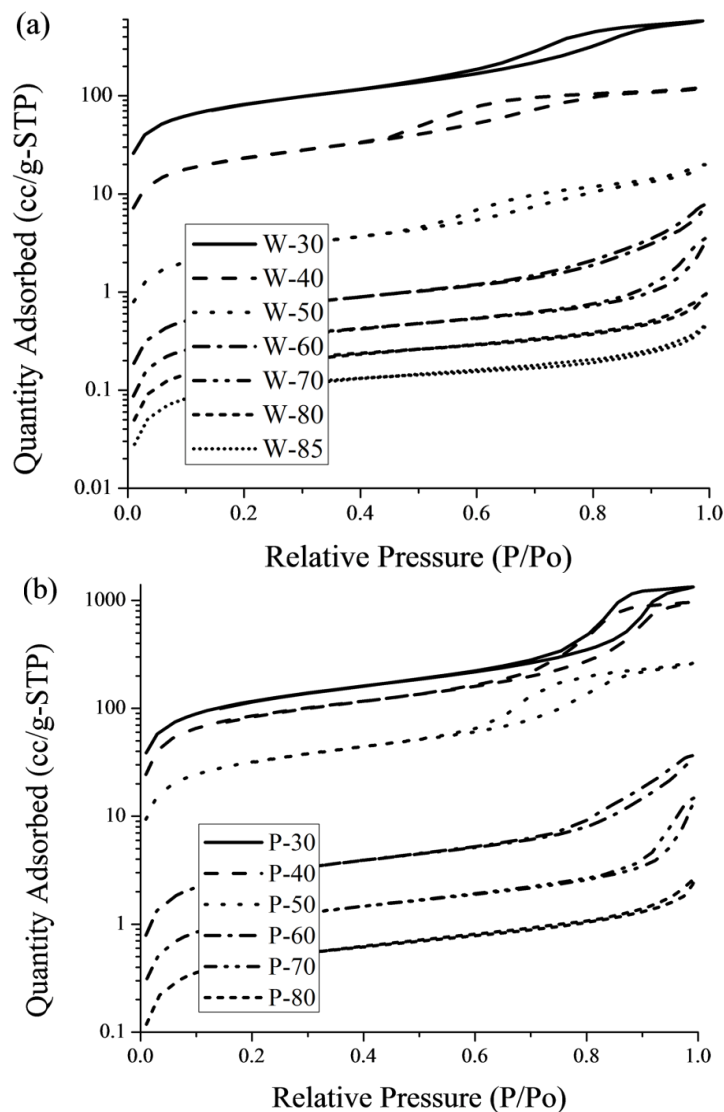 (a)
100
10
1
0.1
0.01
Quantity Adsorbed (cc/g-STP)
W-30
W-40
W-50
W-60
W-70
W-80
W-85
0.0 0.2 0.4 0.6 0.8 1.0
Relative Pressure (P/Po)
(b)
1000
100
10
1
0.1
Quantity Adsorbed (cc/g-STP)
P-30
P-40
P-50
P-60
P-70
P-80
0.0 0.2 0.4 0.6 0.8 1.0
Relative Pressure (P/Po)